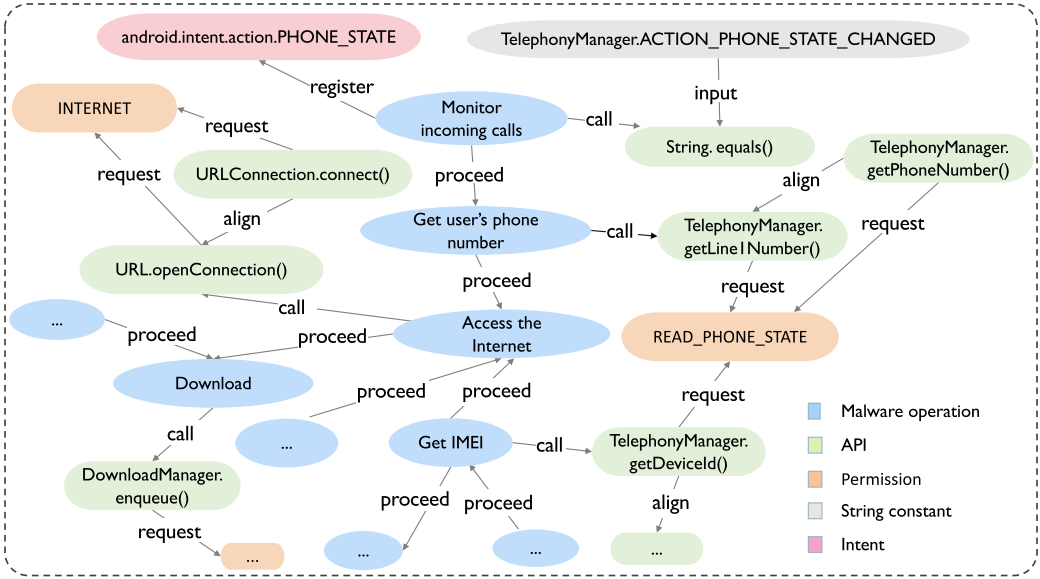 android.intent.action.PHONE_STATE
TelephonyManager.ACTION_PHONE_STATE_CHANGED
register
input
INTERNET
Monitor
incoming calls
call
request
String. equals()
TelephonyManager.
getPhoneNumber()
URLConnection.connect()
request
proceed
align
align
Get user's phone
number
call
TelephonyManager.
getLine1Number()
request
URL.openConnection()
proceed
request
call
...
proceed
proceed
Access the
Internet
READ_PHONE_STATE
Download
proceed
proceed
request
call
...
Get IMEI
call
TelephonyManager.
getDeviceId()
DownloadManager.
enqueue()
proceed
proceed
align
request
...
...
...
...
Malware operation
API
Permission
String constant
Intent